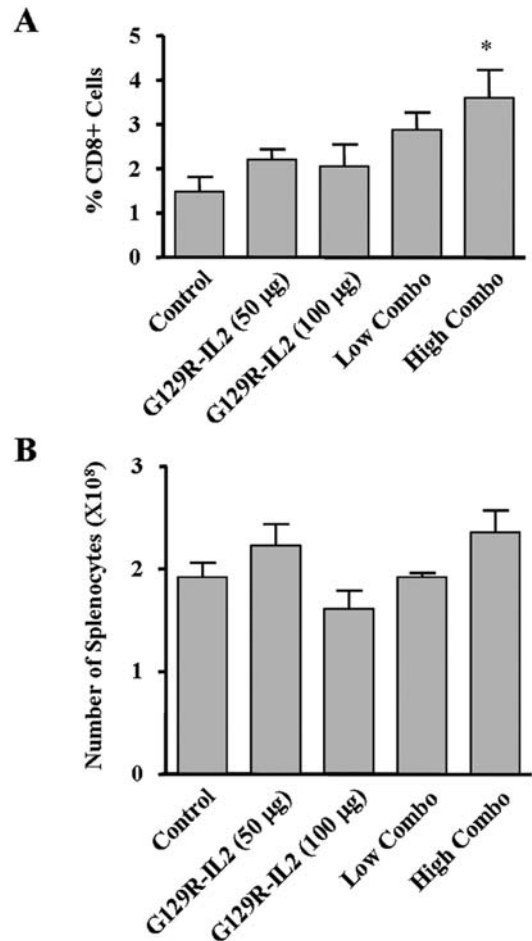 A
% CD8+ Cells
5
4
3
2
1
0
*
Control
G129R-IL2 (50 µg)
G129R-IL2 (100 µg)
Low Combo
High Combo
B
Number of Splenocytes (X10⁸)
3
2
1
0
Control
G129R-IL2 (50 µg)
G129R-IL2 (100 µg)
Low Combo
High Combo